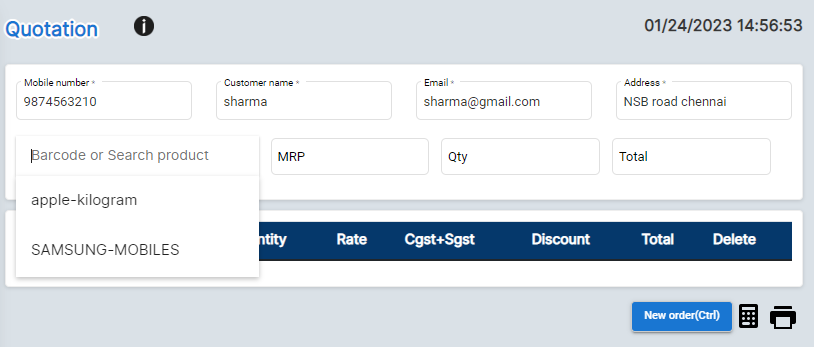 Quotation
01/24/2023 14:56:53
Mobile number *
9874563210
Customer name *
sharma
Email *
sharma@gmail.com
Address *
NSB road chennai
Barcode or Search product
MRP
Qty
Total
apple-kilogram
SAMSUNG-MOBILES
ntity Rate Cgst+Sgst Discount Total Delete
New order(Ctrl)